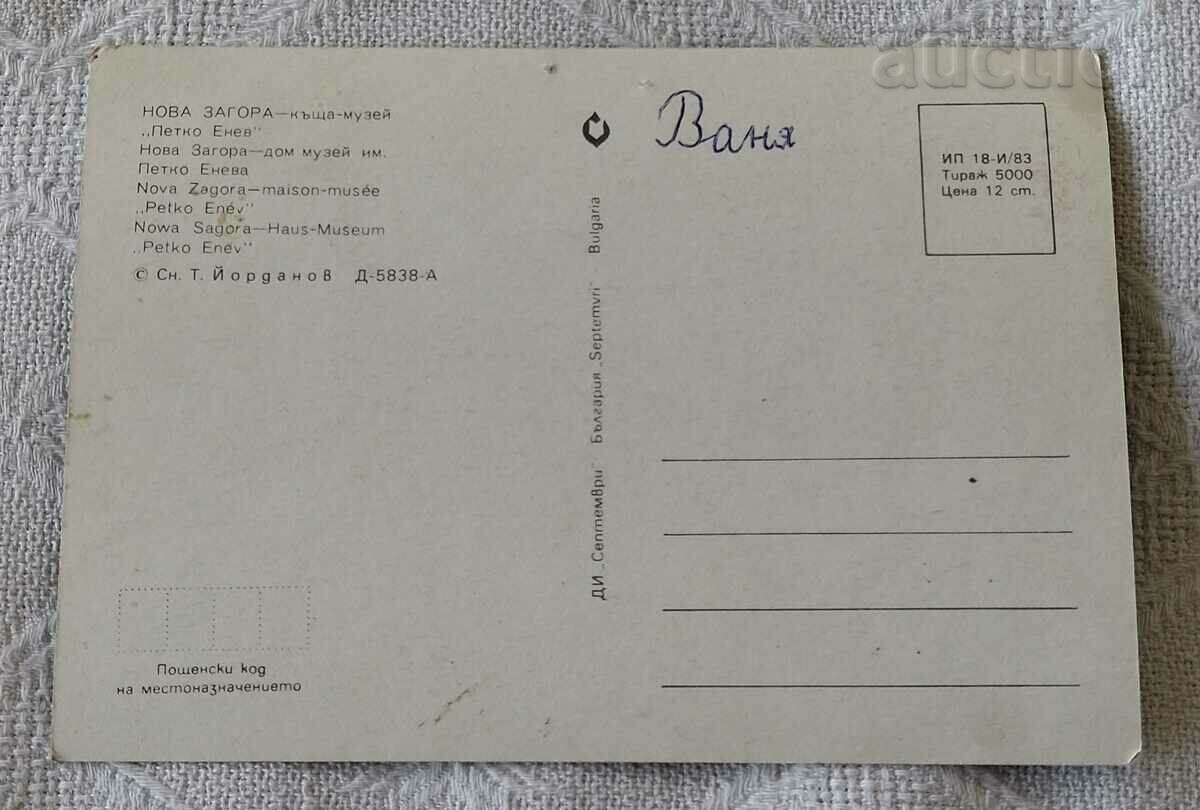 НОВА ЗАГОРА—къща-музей
„Петко Енев"
Нова Загора—дом музей им.
Петко Енева
Nova Zagora—maison-musée
„Petko Enév"
Nowa Sagora—Haus-Museum
„Petko Enev"
© Сн. Т. Йорданов Д-5838-А
Пощенски код
на местоназначението
ДИ „Септември" България „Septemvri" Bulgaria
Ваня
ИП 18-И/83
Тираж 5000
Цена 12 ст.
auctio